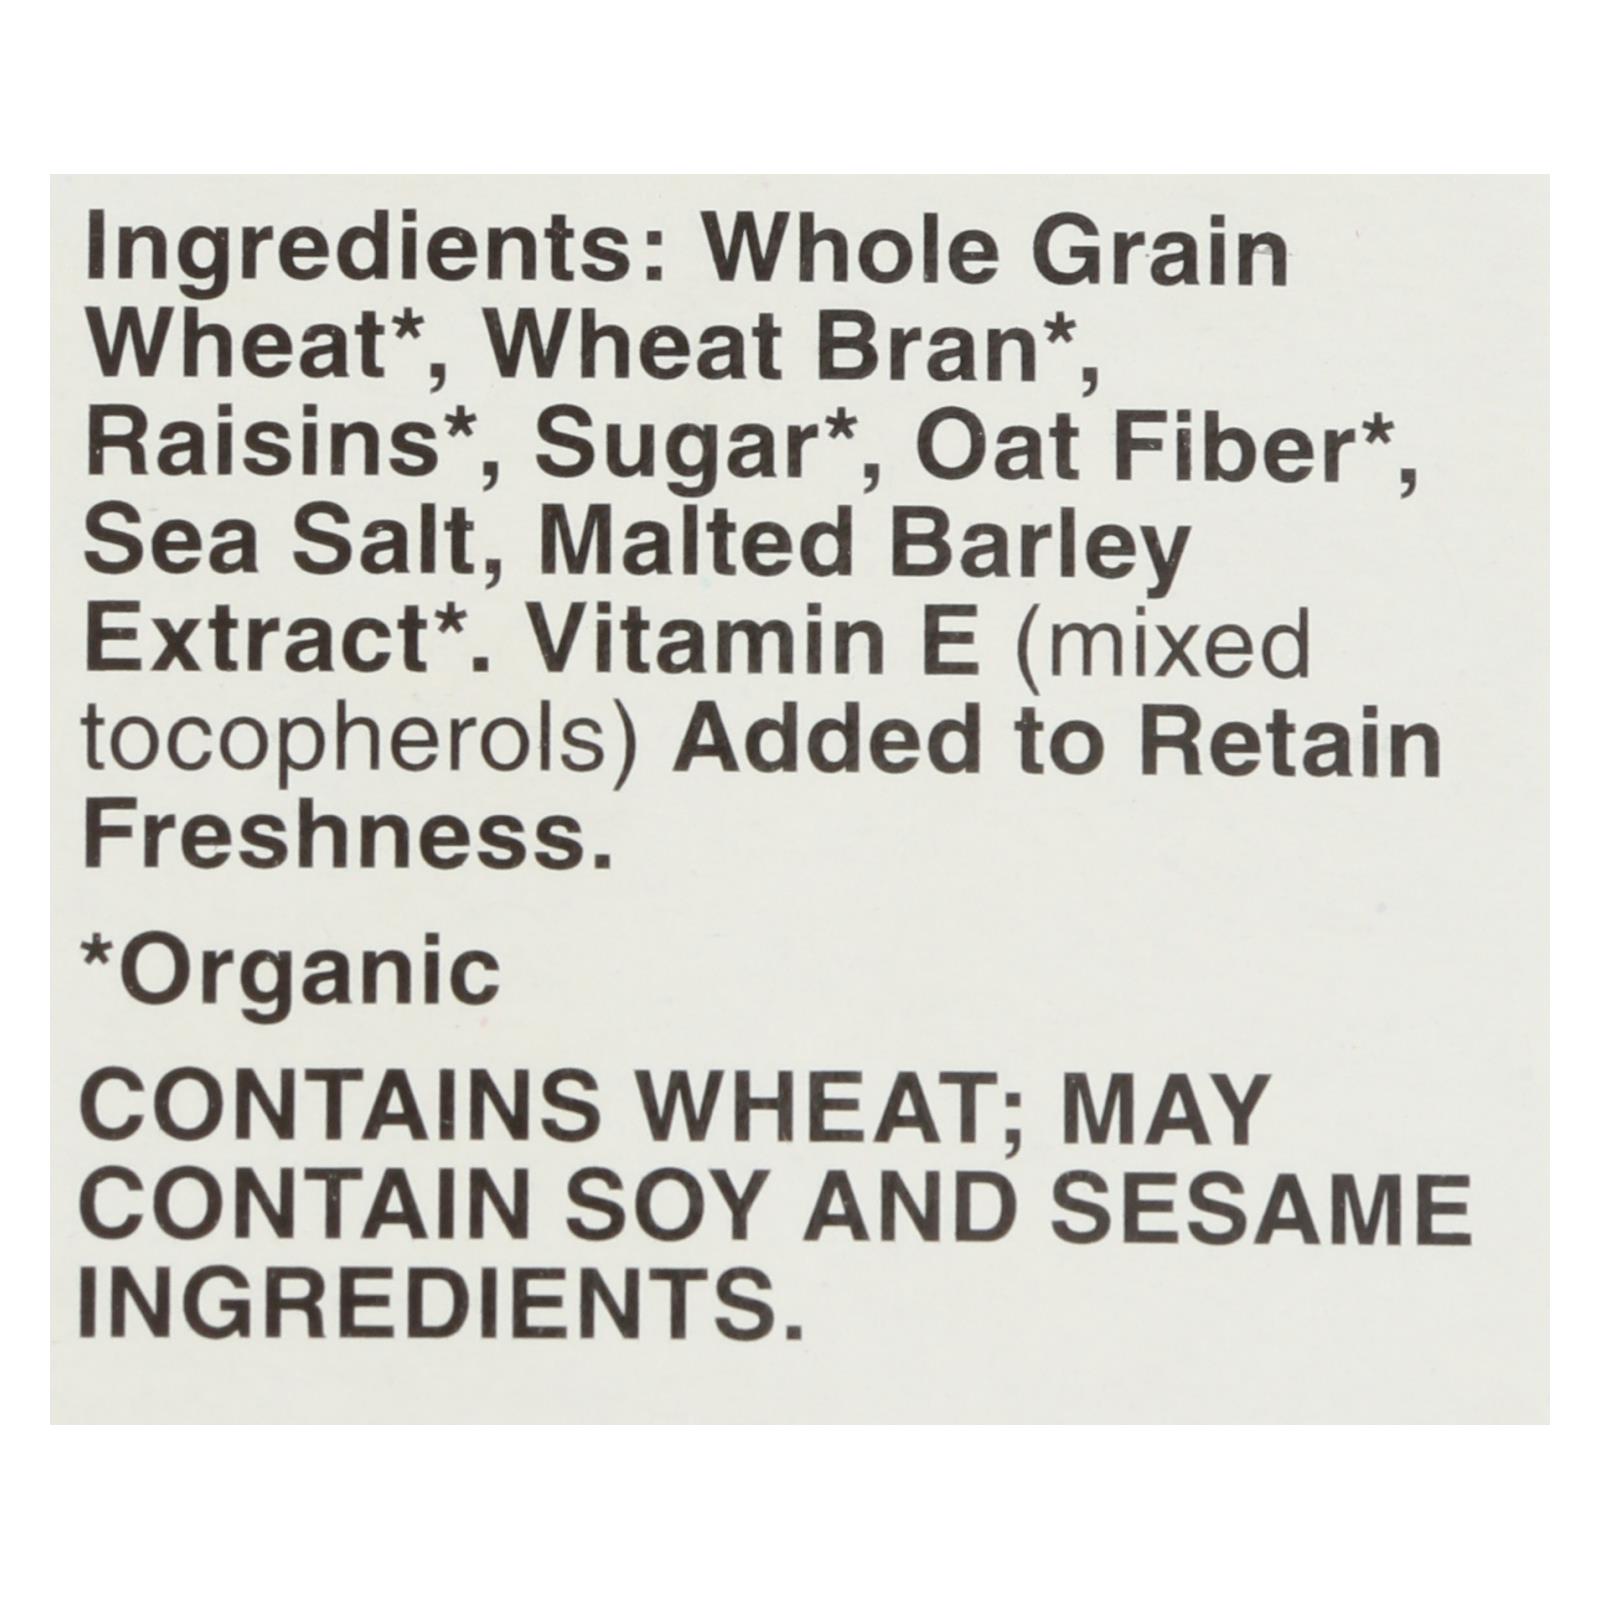 Ingredients: Whole Grain
Wheat*, Wheat Bran*,
Raisins*, Sugar*, Oat Fiber*,
Sea Salt, Malted Barley
Extract*. Vitamin E (mixed
tocopherols) Added to Retain
Freshness.
*Organic
CONTAINS WHEAT; MAY
CONTAIN SOY AND SESAME
INGREDIENTS.